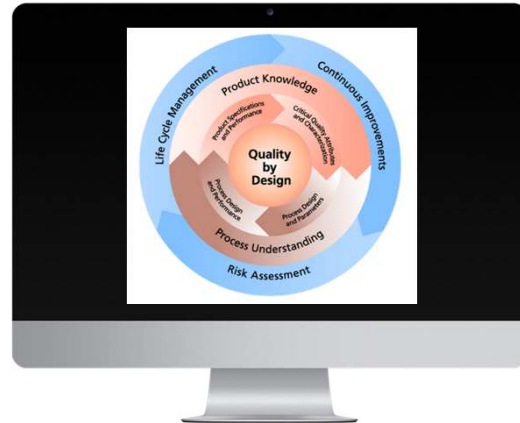 Life Cycle Management
Continuous Improvements
Product Knowledge
Product Specifications
and Performance
Critical Quality Attributes
and Characterization
Quality
by
Design
Process Design
and Performance
Process Design
and Parameters
Process Understanding
Risk Assessment